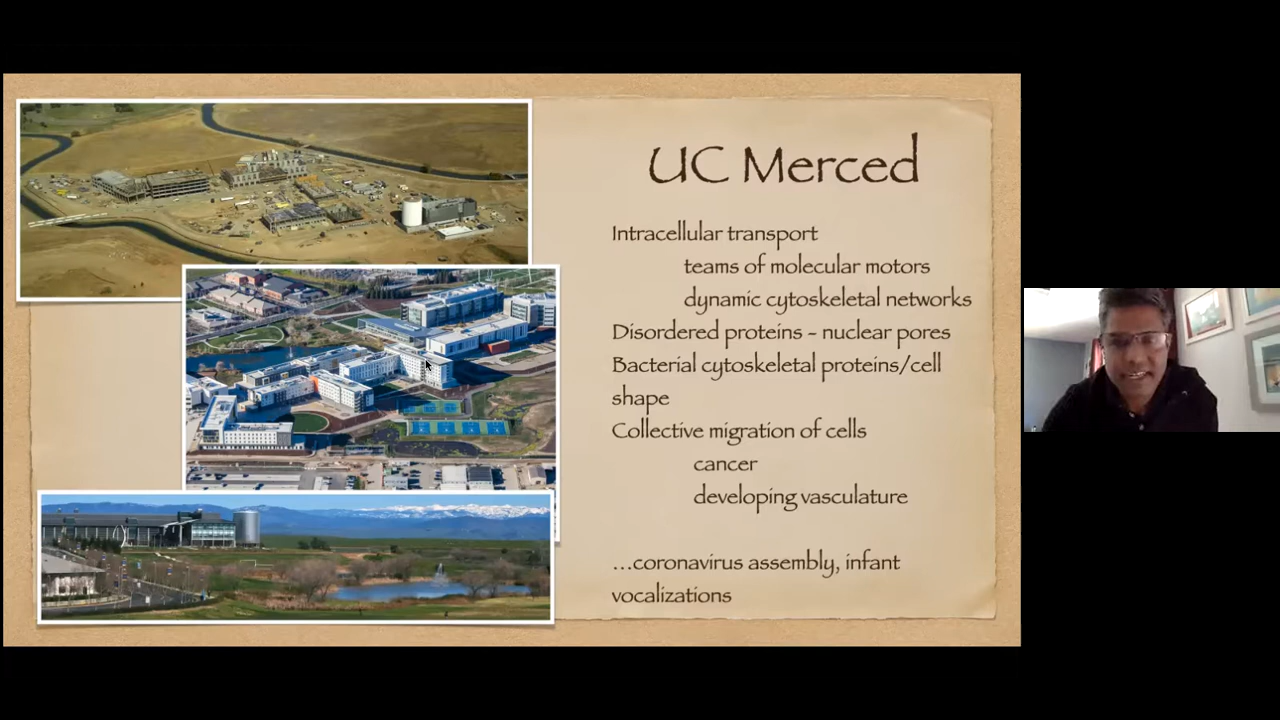 UC Merced
Intracellular transport
teams of molecular motors
dynamic cytoskeletal networks
Disordered proteins - nuclear pores
Bacterial cytoskeletal proteins/cell
shape
Collective migration of cells
cancer
developing vasculature
...coronavirus assembly, infant
vocalizations